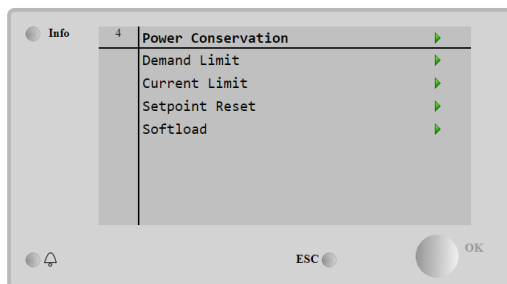 Info
4 Power Conservation
Demand Limit
Current Limit
Setpoint Reset
Softload
ESC
OK